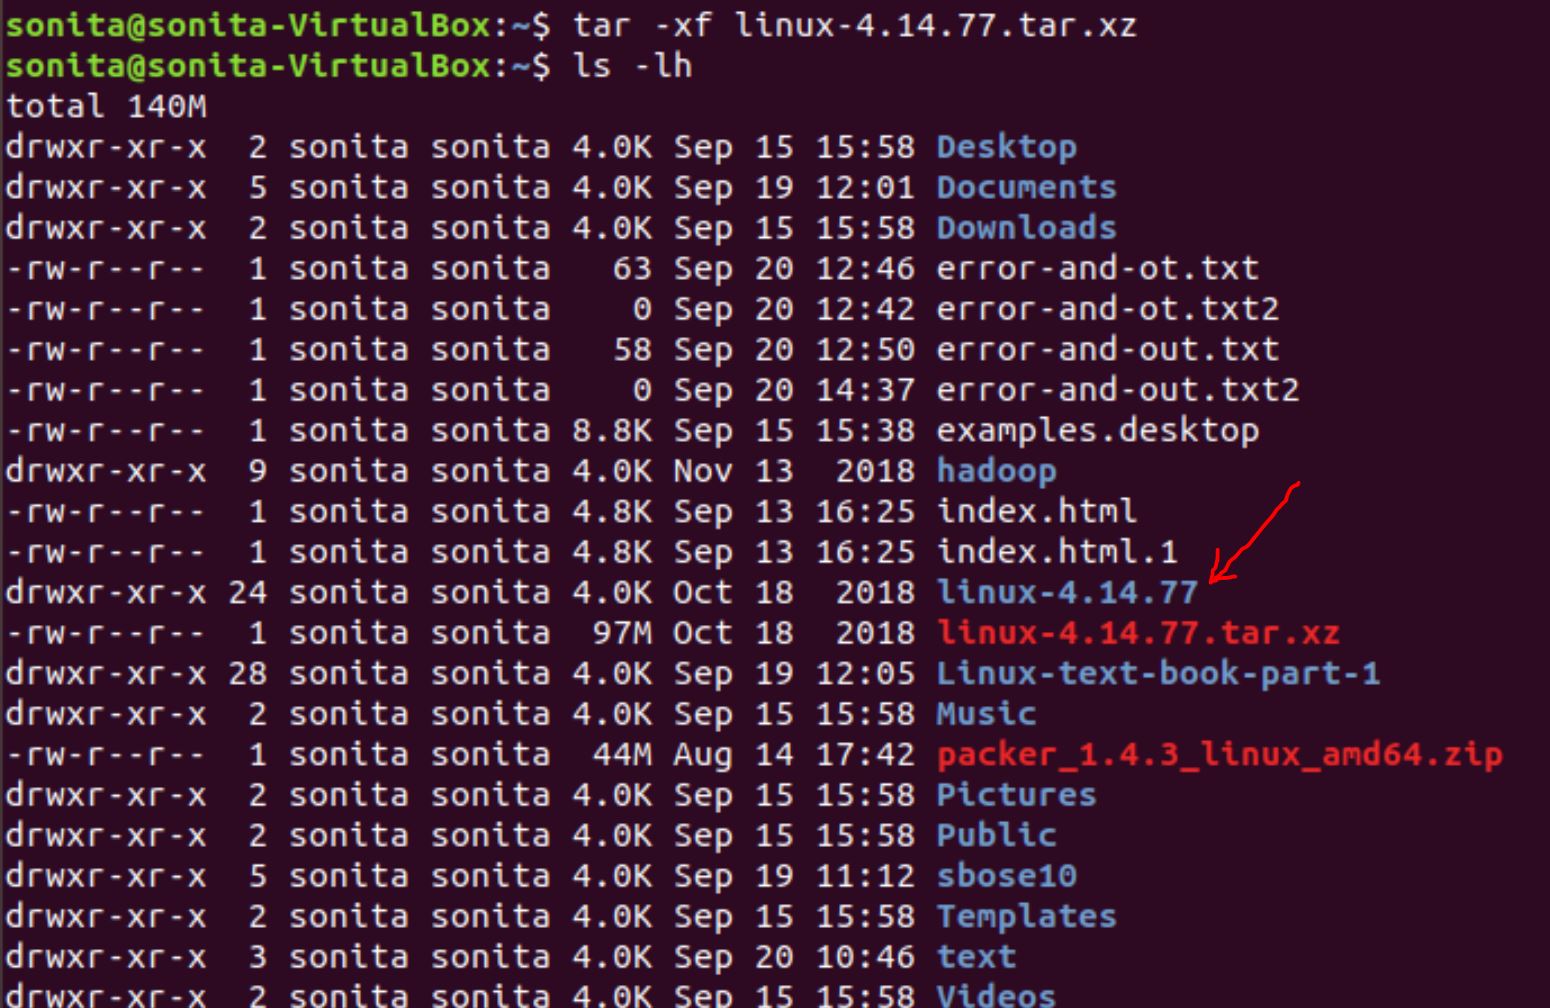 sonita@sonita-VirtualBox:~$ tar -xf linux-4.14.77.tar.xz
sonita@sonita-VirtualBox:~$ ls -lh
total 140M
drwxr-xr-x  2 sonita sonita 4.0K Sep 15 15:58 Desktop
drwxr-xr-x  5 sonita sonita 4.0K Sep 19 12:01 Documents
drwxr-xr-x  2 sonita sonita 4.0K Sep 15 15:58 Downloads
-rw-r--r--  1 sonita sonita   63 Sep 20 12:46 error-and-ot.txt
-rw-r--r--  1 sonita sonita    0 Sep 20 12:42 error-and-ot.txt2
-rw-r--r--  1 sonita sonita   58 Sep 20 12:50 error-and-out.txt
-rw-r--r--  1 sonita sonita    0 Sep 20 14:37 error-and-out.txt2
-rw-r--r--  1 sonita sonita 8.8K Sep 15 15:38 examples.desktop
drwxr-xr-x  9 sonita sonita 4.0K Nov 13  2018 hadoop
-rw-r--r--  1 sonita sonita 4.8K Sep 13 16:25 index.html
-rw-r--r--  1 sonita sonita 4.8K Sep 13 16:25 index.html.1
drwxr-xr-x 24 sonita sonita 4.0K Oct 18  2018 linux-4.14.77
-rw-r--r--  1 sonita sonita  97M Oct 18  2018 linux-4.14.77.tar.xz
drwxr-xr-x 28 sonita sonita 4.0K Sep 19 12:05 Linux-text-book-part-1
drwxr-xr-x  2 sonita sonita 4.0K Sep 15 15:58 Music
-rw-r--r--  1 sonita sonita  44M Aug 14 17:42 packer_1.4.3_linux_amd64.zip
drwxr-xr-x  2 sonita sonita 4.0K Sep 15 15:58 Pictures
drwxr-xr-x  2 sonita sonita 4.0K Sep 15 15:58 Public
drwxr-xr-x  5 sonita sonita 4.0K Sep 19 11:12 sbose10
drwxr-xr-x  2 sonita sonita 4.0K Sep 15 15:58 Templates
drwxr-xr-x  3 sonita sonita 4.0K Sep 20 10:46 text
drwxr-xr-x  2 sonita sonita 4.0K Sep 15 15:58 Videos